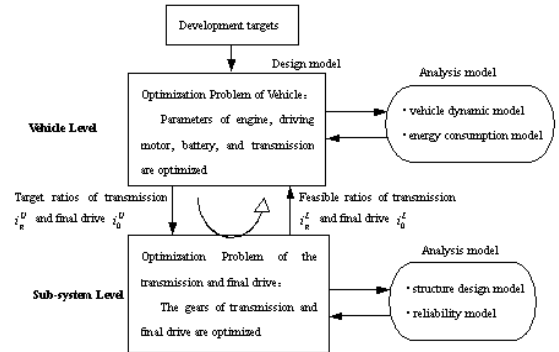 Development targets
Design model
Analysis model
Optimization Problem of Vehicle:
Parameters of engine, driving
motor, battery, and transmission
are optimized
Vehicle Level
• vehicle dynamic model
• energy consumption model
Target ratios of transmission
i_g^U and final drive i_0^U
Feasible ratios of transmission
i_g^L and final drive i_0^L
Optimization Problem of the
transmission and final drive:
The gears of transmission and
final drive are optimized
Sub-system Level
Analysis model
• structure design model
• reliability model